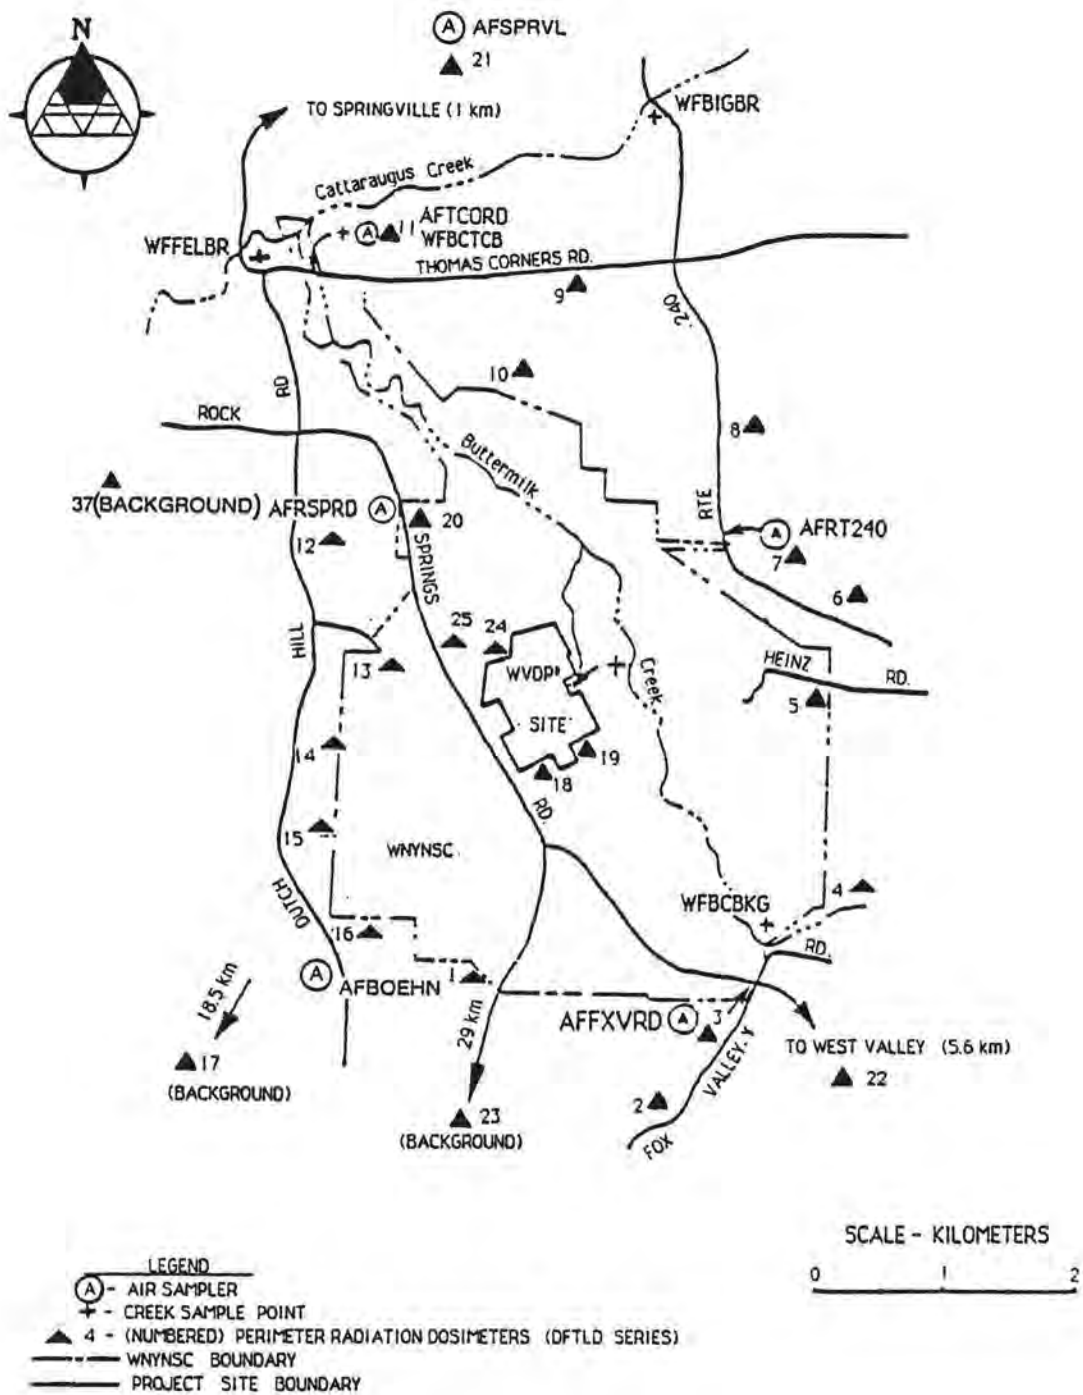 N
A AFSPRVL
21
TO SPRINGVILLE (1 km)
WFBIGBR
Cattaraugus Creek
A 11 AFTCORD
WFBCTCB
WFFELBR
THOMAS CORNERS RD.
9
240
10
RD
ROCK
8
Buttermilk
37(BACKGROUND) AFRSPRD A
20
RTE
A AFRT240
12
7
SPRINGS
6
25 24
HILL
WVDP
HEINZ RD.
13
Creek
5
SITE
14
19
18
RD.
15
WNYNSC
4
DUTCH
WFBCBKG
16
RD.
A AFBOEHN
1
18.5 km
29 km
AFFXVRD A 3
TO WEST VALLEY (5.6 km)
17
22
(BACKGROUND)
VALLEY
2
23
(BACKGROUND)
FOX
SCALE - KILOMETERS
0 1 2
LEGEND
A - AIR SAMPLER
+ - CREEK SAMPLE POINT
4 - (NUMBERED) PERIMETER RADIATION DOSIMETERS (DFTLD SERIES)
WNYNSC BOUNDARY
PROJECT SITE BOUNDARY